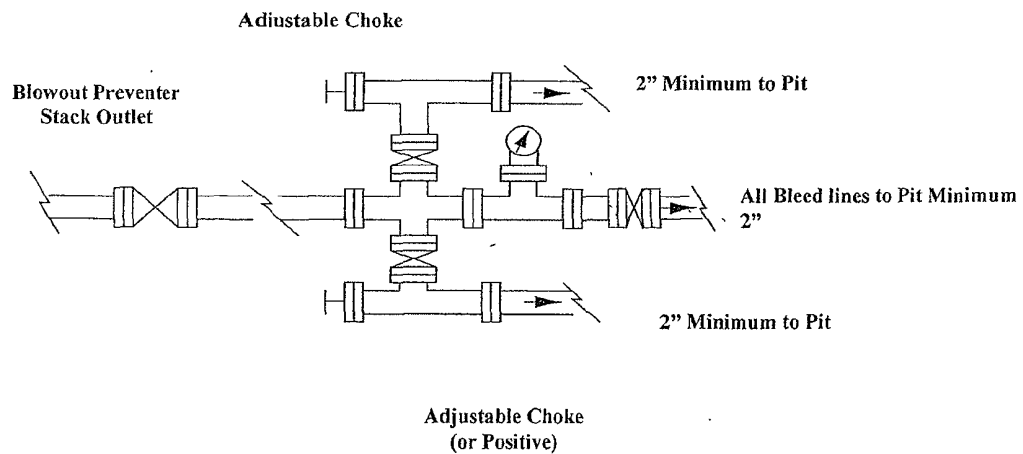 Adiustable Choke
2” Minimum to Pit
Blowout Preventer
Stack Outlet
All Bleed lines to Pit Minimum
2”
2” Minimum to Pit
Adjustable Choke
(or Positive)